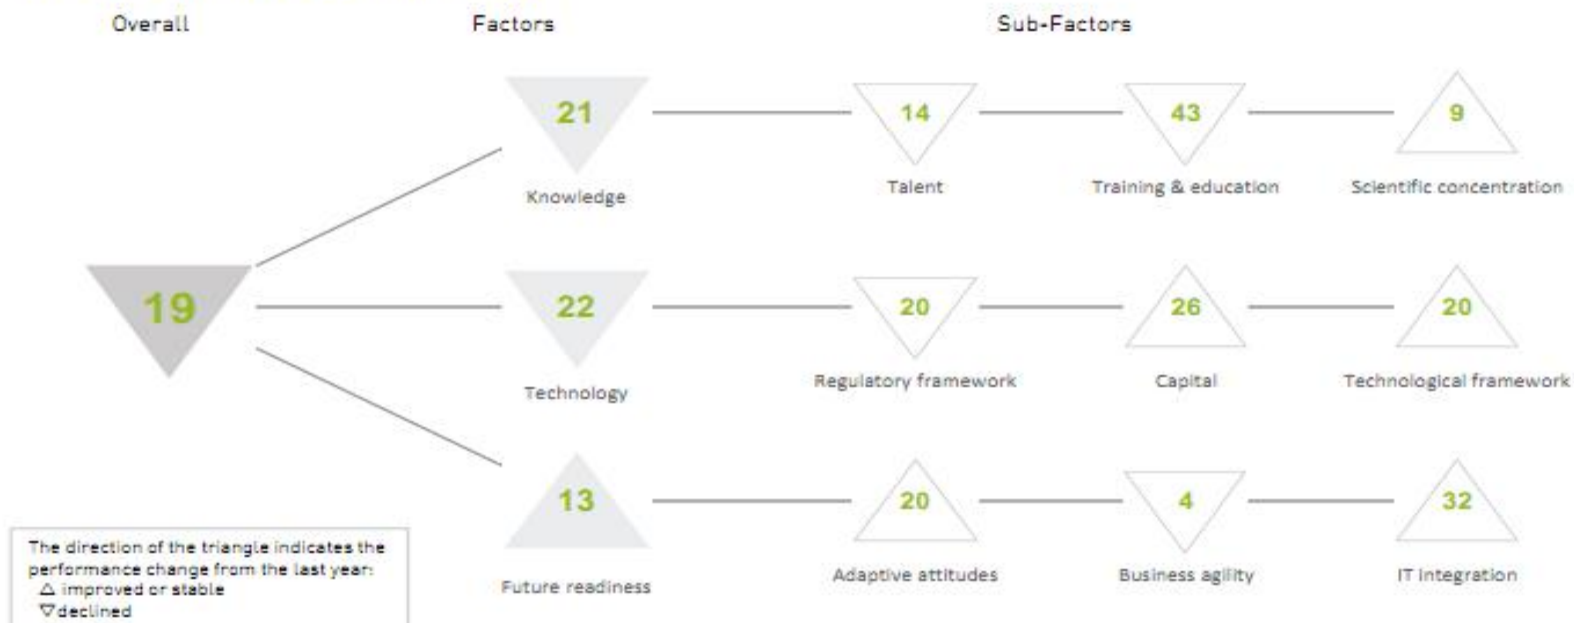 Overall Factors Sub-Factors
21 14 43 9
Knowledge Talent Training & education Scientific concentration
19 22 20 26 20
Technology Regulatory framework Capital Technological framework
13 20 4 32
Future readiness Adaptive attitudes Business agility IT integration
The direction of the triangle indicates the
performance change from the last year:
△ improved or stable
▽declined